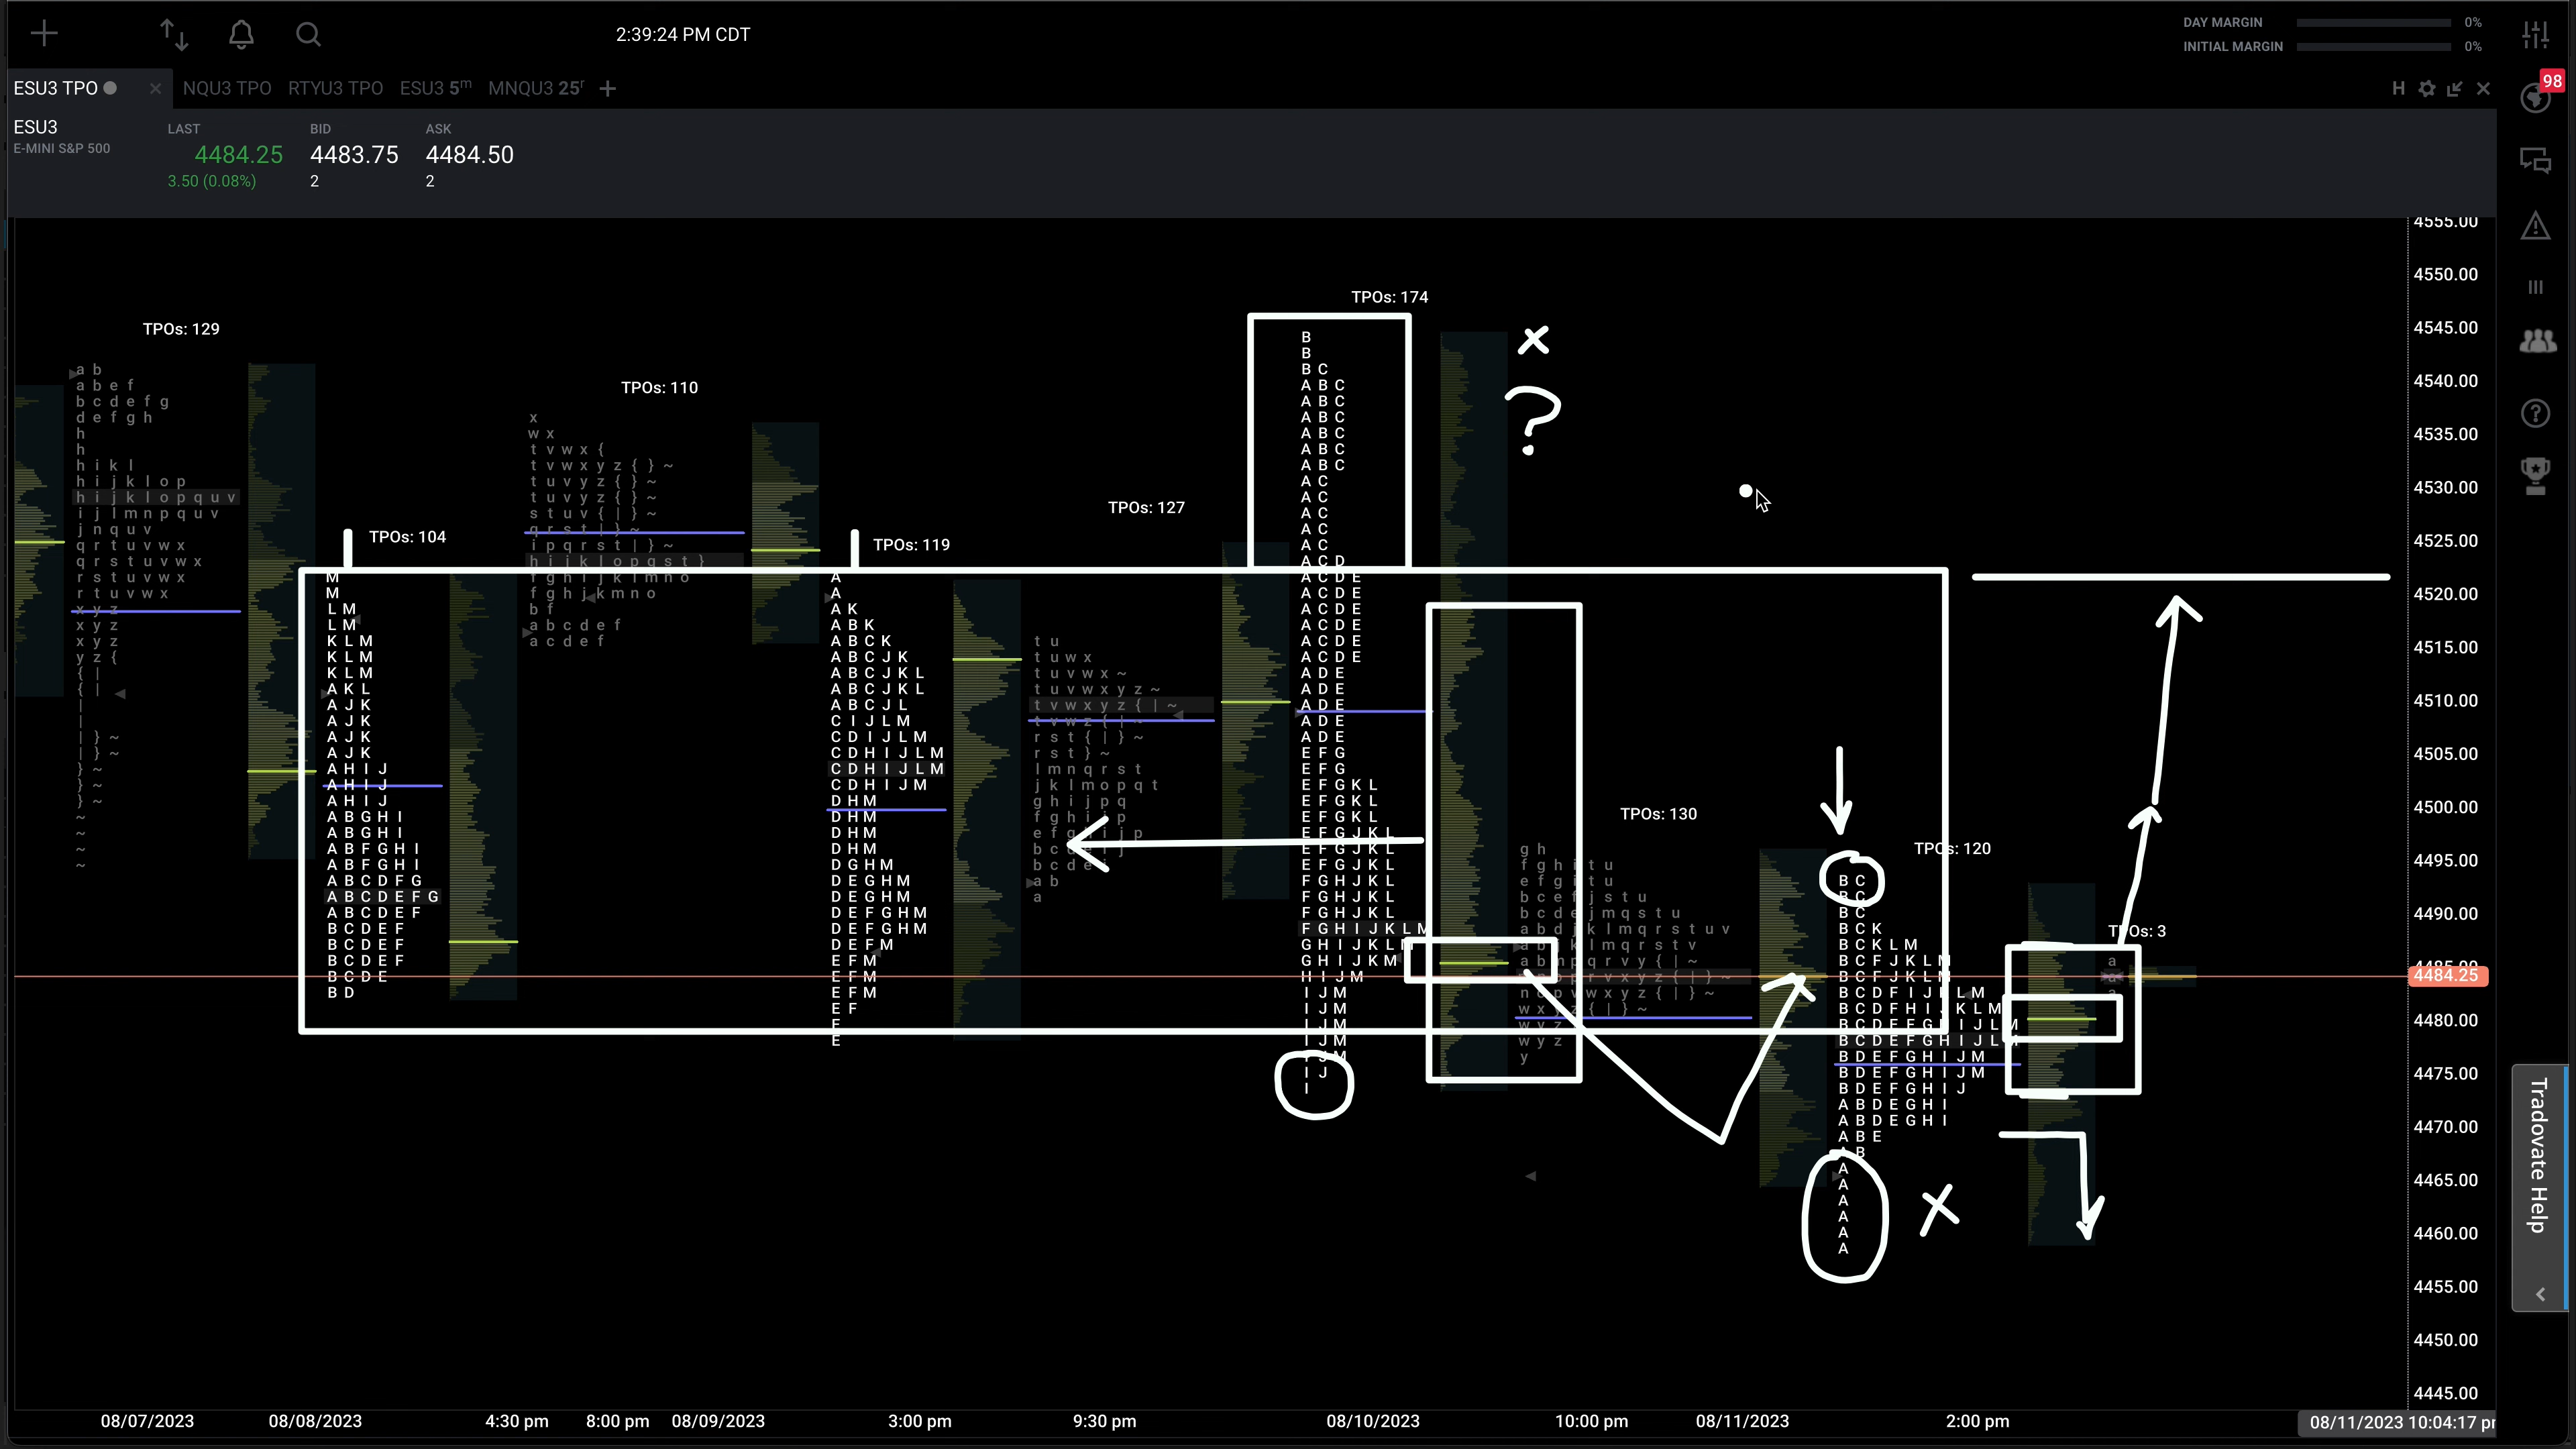 2:39:24 PM CDT
DAY MARGIN 0%
INITIAL MARGIN 0%
98
ESU3 TPO
NQU3 TPO
RTYU3 TPO
ESU3 5m
MNQU3 25r
H
ESU3
E-MINI S&P 500
LAST
4484.25
3.50 (0.08%)
BID
4483.75
2
ASK
4484.50
2
TPOs: 129
a b
a b e f
b c d e f g
d e f g h
h
h
h i k l
h i j k l o p
h i j k l o p q u v
i j l m n p q u v
j n q u v
q r t u v w x
q r s t u v w x
r s t u v w x
r t u v w x
x y z
x y z
x y z
y z {
{ |
{ |
|
|
| } ~
| } ~
} ~
} ~
} ~
~
~
~
~
TPOs: 104
M
M
L M
L M
K L M
K L M
K L M
A K L
A J K
A J K
A J K
A J K
A H I J
A H I J
A H I J
A B G H I
A B G H I
A B F G H I
A B F G H I
A B C D F G
A B C D E F G
A B C D E F
B C D E F
B C D E F
B C D E F
B C D E
B D
TPOs: 110
x
w x
t v w x {
t v w x y z { } ~
t u v y z { } ~
t u v y z { } ~
s t u v { | } ~
q r s t | } ~
i p q r s t | } ~
h i j k l o p q s t }
f g h i j k l m n o
f g h j k m n o
b f
a b c d e f
a c d e f
TPOs: 119
A
A
A K
A B K
A B C K
A B C J K
A B C J K L
A B C J K L
A B C J L
C I J L M
C D I J L M
C D H I J L M
C D H I J L M
C D H I J M
D H M
D H M
D H M
D H M
D G H M
D E G H M
D E G H M
D E F G H M
D E F G H M
D E F M
E F M
E F M
E F M
E F
E
E
TPOs: 127
t u
t u w x
t u v w x ~
t u v w x y z ~
t v w x y z { | ~
t v w z { | ~
r s t { | } ~
r s t } ~
l m n q r s t
j k l m o p q t
g h i j p q
a b
a
TPOs: 174
B
B
B C
A B C
A B C
A B C
A B C
A B C
A B C
A C
A C
A C
A C
A C
A C D
A C D E
A C D E
A C D E
A C D E
A C D E
A C D E
A D E
A D E
A D E
A D E
A D E
E F G
E F G
E F G K L
E F G K L
E F G K L
E F G J K L
E F G J K L
E F G J K L
F G H J K L
F G H J K L
F G H J K L
F G H I J K L M
G H I J K L M
G H I J K M
H I J M
I J M
I J M
I J M
I J M
I J M
I J
I
×
?
TPOs: 130
g h
f g h i t u
e f g i t u
b c e f j s t u
b c d e j m q s t u
a b d j k l m q r s t u v
w y z
w y z
y
TPOs: 120
B C
B C
B C
B C K
B C K L M
B C F J K L M
B C F J K L M
B C D F I J K L M
B C D F H I J K L M
B C D E F G H I J L M
B C D E F G H I J L M
B D E F G H I J M
B D E F G H I J M
B D E F G H I J
A B D E G H I
A B D E G H I
A B E
A B
A
A
A
A
A
A
×
TPOs: 3
a
a
a
4555.00
4550.00
4545.00
4540.00
4535.00
4530.00
4525.00
4520.00
4515.00
4510.00
4505.00
4500.00
4495.00
4490.00
4485.00
4484.25
4480.00
4475.00
4470.00
4465.00
4460.00
4455.00
4450.00
4445.00
Tradovate Help
08/07/2023
08/08/2023
4:30 pm
8:00 pm
08/09/2023
3:00 pm
9:30 pm
08/10/2023
10:00 pm
08/11/2023
2:00 pm
08/11/2023 10:04:17 pm